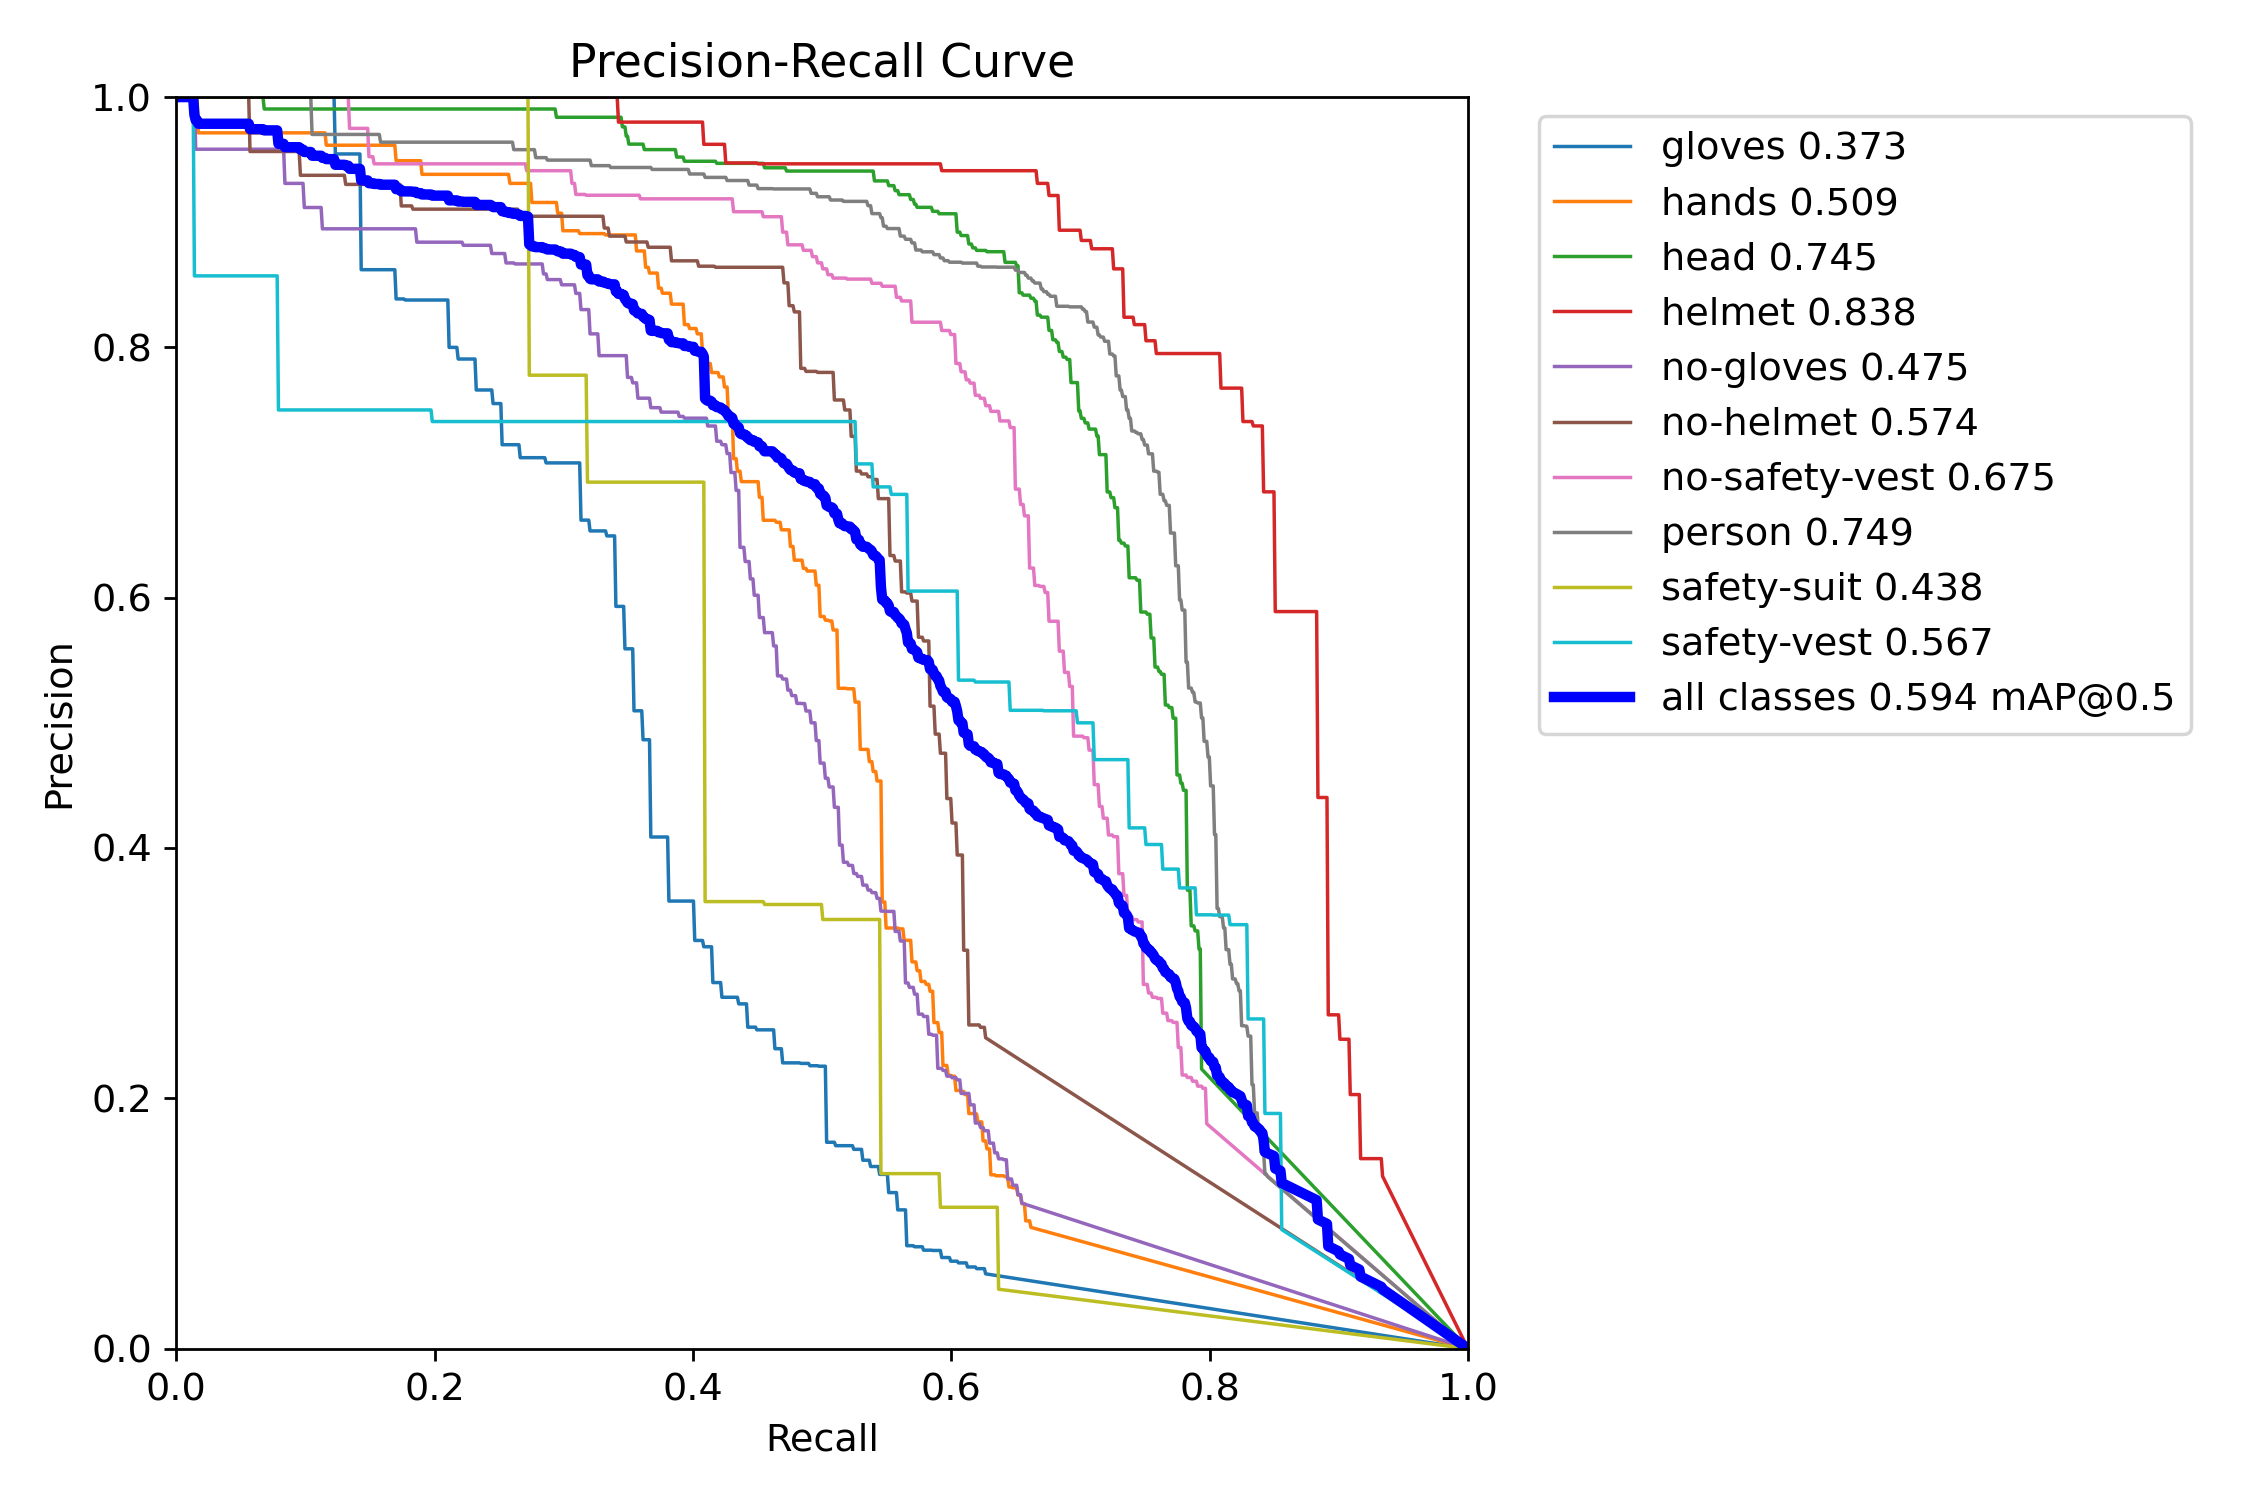 Precision-Recall Curve
1.0
0.8
0.6
0.4
0.2
0.0
Precision
0.0 0.2 0.4 0.6 0.8 1.0
Recall
gloves 0.373
hands 0.509
head 0.745
helmet 0.838
no-gloves 0.475
no-helmet 0.574
no-safety-vest 0.675
person 0.749
safety-suit 0.438
safety-vest 0.567
all classes 0.594 mAP@0.5